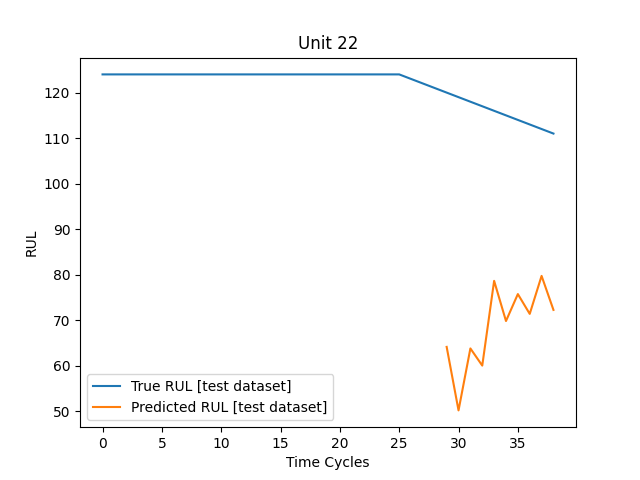 Unit 22
RUL
120
110
100
90
80
70
60
50
True RUL [test dataset]
Predicted RUL [test dataset]
0 5 10 15 20 25 30 35
Time Cycles